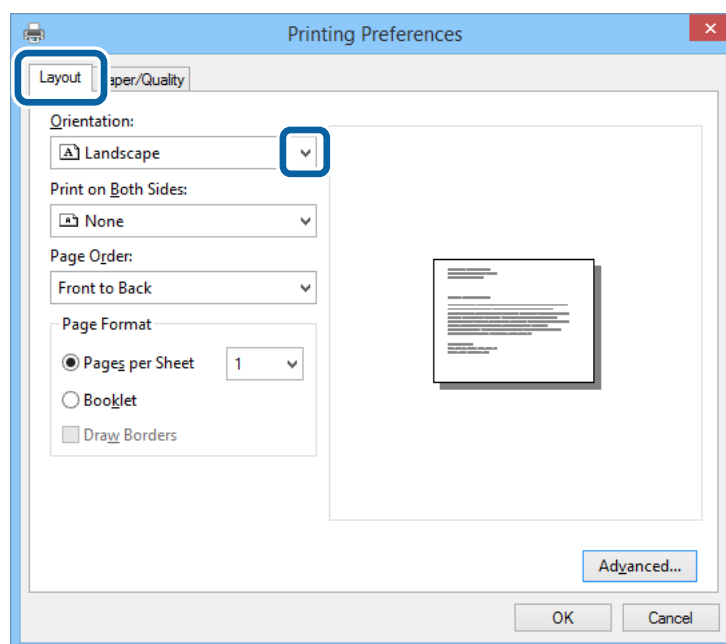 Printing Preferences
Layout
aper/Quality
Orientation:
Landscape
Print on Both Sides:
None
Page Order:
Front to Back
Page Format
Pages per Sheet 1
Booklet
Draw Borders
Advanced...
OK Cancel